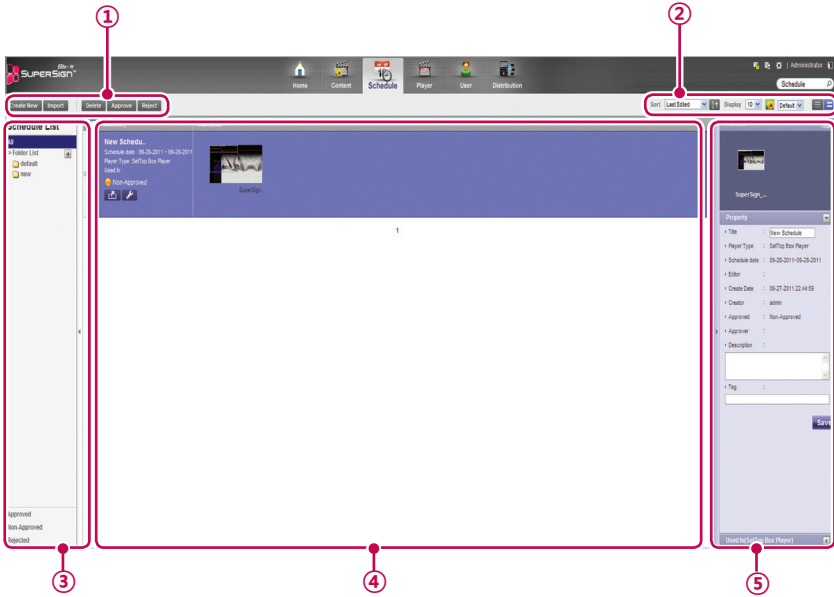 ①
②
Elite-w
SUPERSIGN™
Home
Content
Schedule
Player
User
Distribution
| Administrator
Schedule
Create New
Import
Delete
Approve
Reject
Sort
Last Edited
Display
10
Default
Schedule List
All
> Folder List
default
new
Approved
Non-Approved
Rejected
New Schedu..
Schedule date : 09-28-2011 ~ 09-28-2011
Player Type :SetTop Box Player
Used In:
Non-Approved
SuperSign_
1
SuperSign_...
Property
Title : New Schedule
Player Type : SetTop Box Player
Schedule date : 09-28-2011~09-28-2011
Editor :
Create Date : 09-27-2011 22:44:59
Creator : admin
Approved : Non-Approved
Approver :
Description :
Tag :
Save
Used In(SetTop Box Player)
③
④
⑤